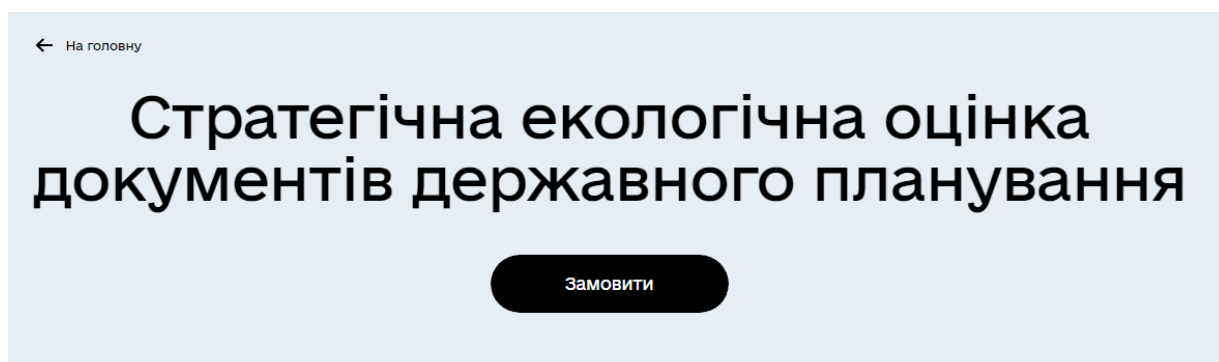 На головну
Стратегічна екологічна оцінка
документів державного планування
Замовити